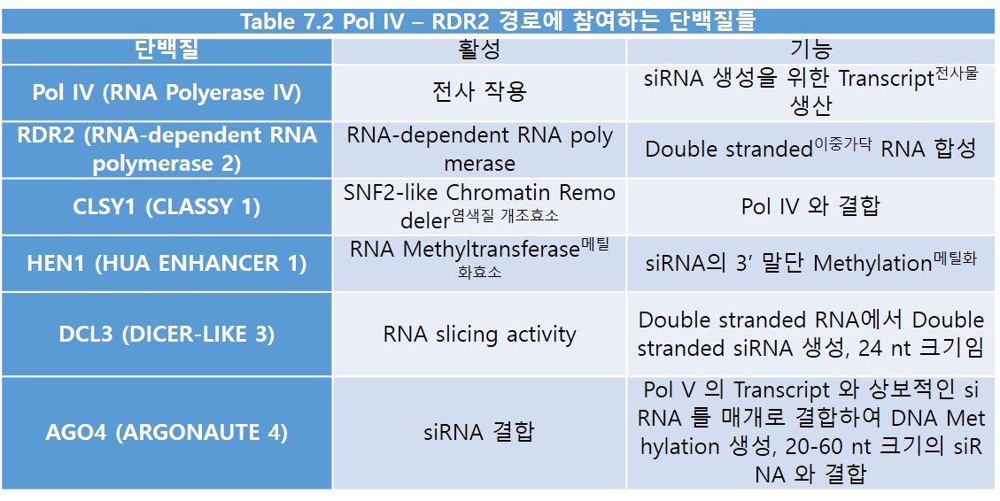 Table 7.2 Pol IV – RDR2 경로에 참여하는 단백질들
단백질 활성 기능
Pol IV (RNA Polyerase IV)
전사 작용
siRNA 생성을 위한 Transcript전사물
생산
RDR2 (RNA-dependent RNA
polymerase 2)
RNA-dependent RNA poly
merase
Double stranded이중가닥 RNA 합성
CLSY1 (CLASSY 1)
SNF2-like Chromatin Remo
deler염색질 개조효소
Pol IV 와 결합
HEN1 (HUA ENHANCER 1)
RNA Methyltransferase메틸
화효소
siRNA의 3’ 말단 Methylation메틸화
DCL3 (DICER-LIKE 3)
RNA slicing activity
Double stranded RNA에서 Double
stranded siRNA 생성, 24 nt 크기임
AGO4 (ARGONAUTE 4)
siRNA 결합
Pol V 의 Transcript 와 상보적인 si
RNA 를 매개로 결합하여 DNA Met
hylation 생성, 20-60 nt 크기의 siR
NA 와 결합